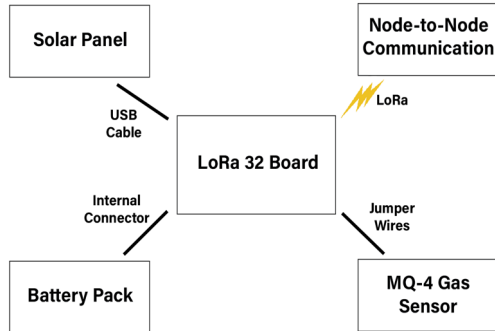 Solar Panel
Node-to-Node
Communication
USB
Cable
LoRa
LoRa 32 Board
Internal
Connector
Jumper
Wires
Battery Pack
MQ-4 Gas
Sensor